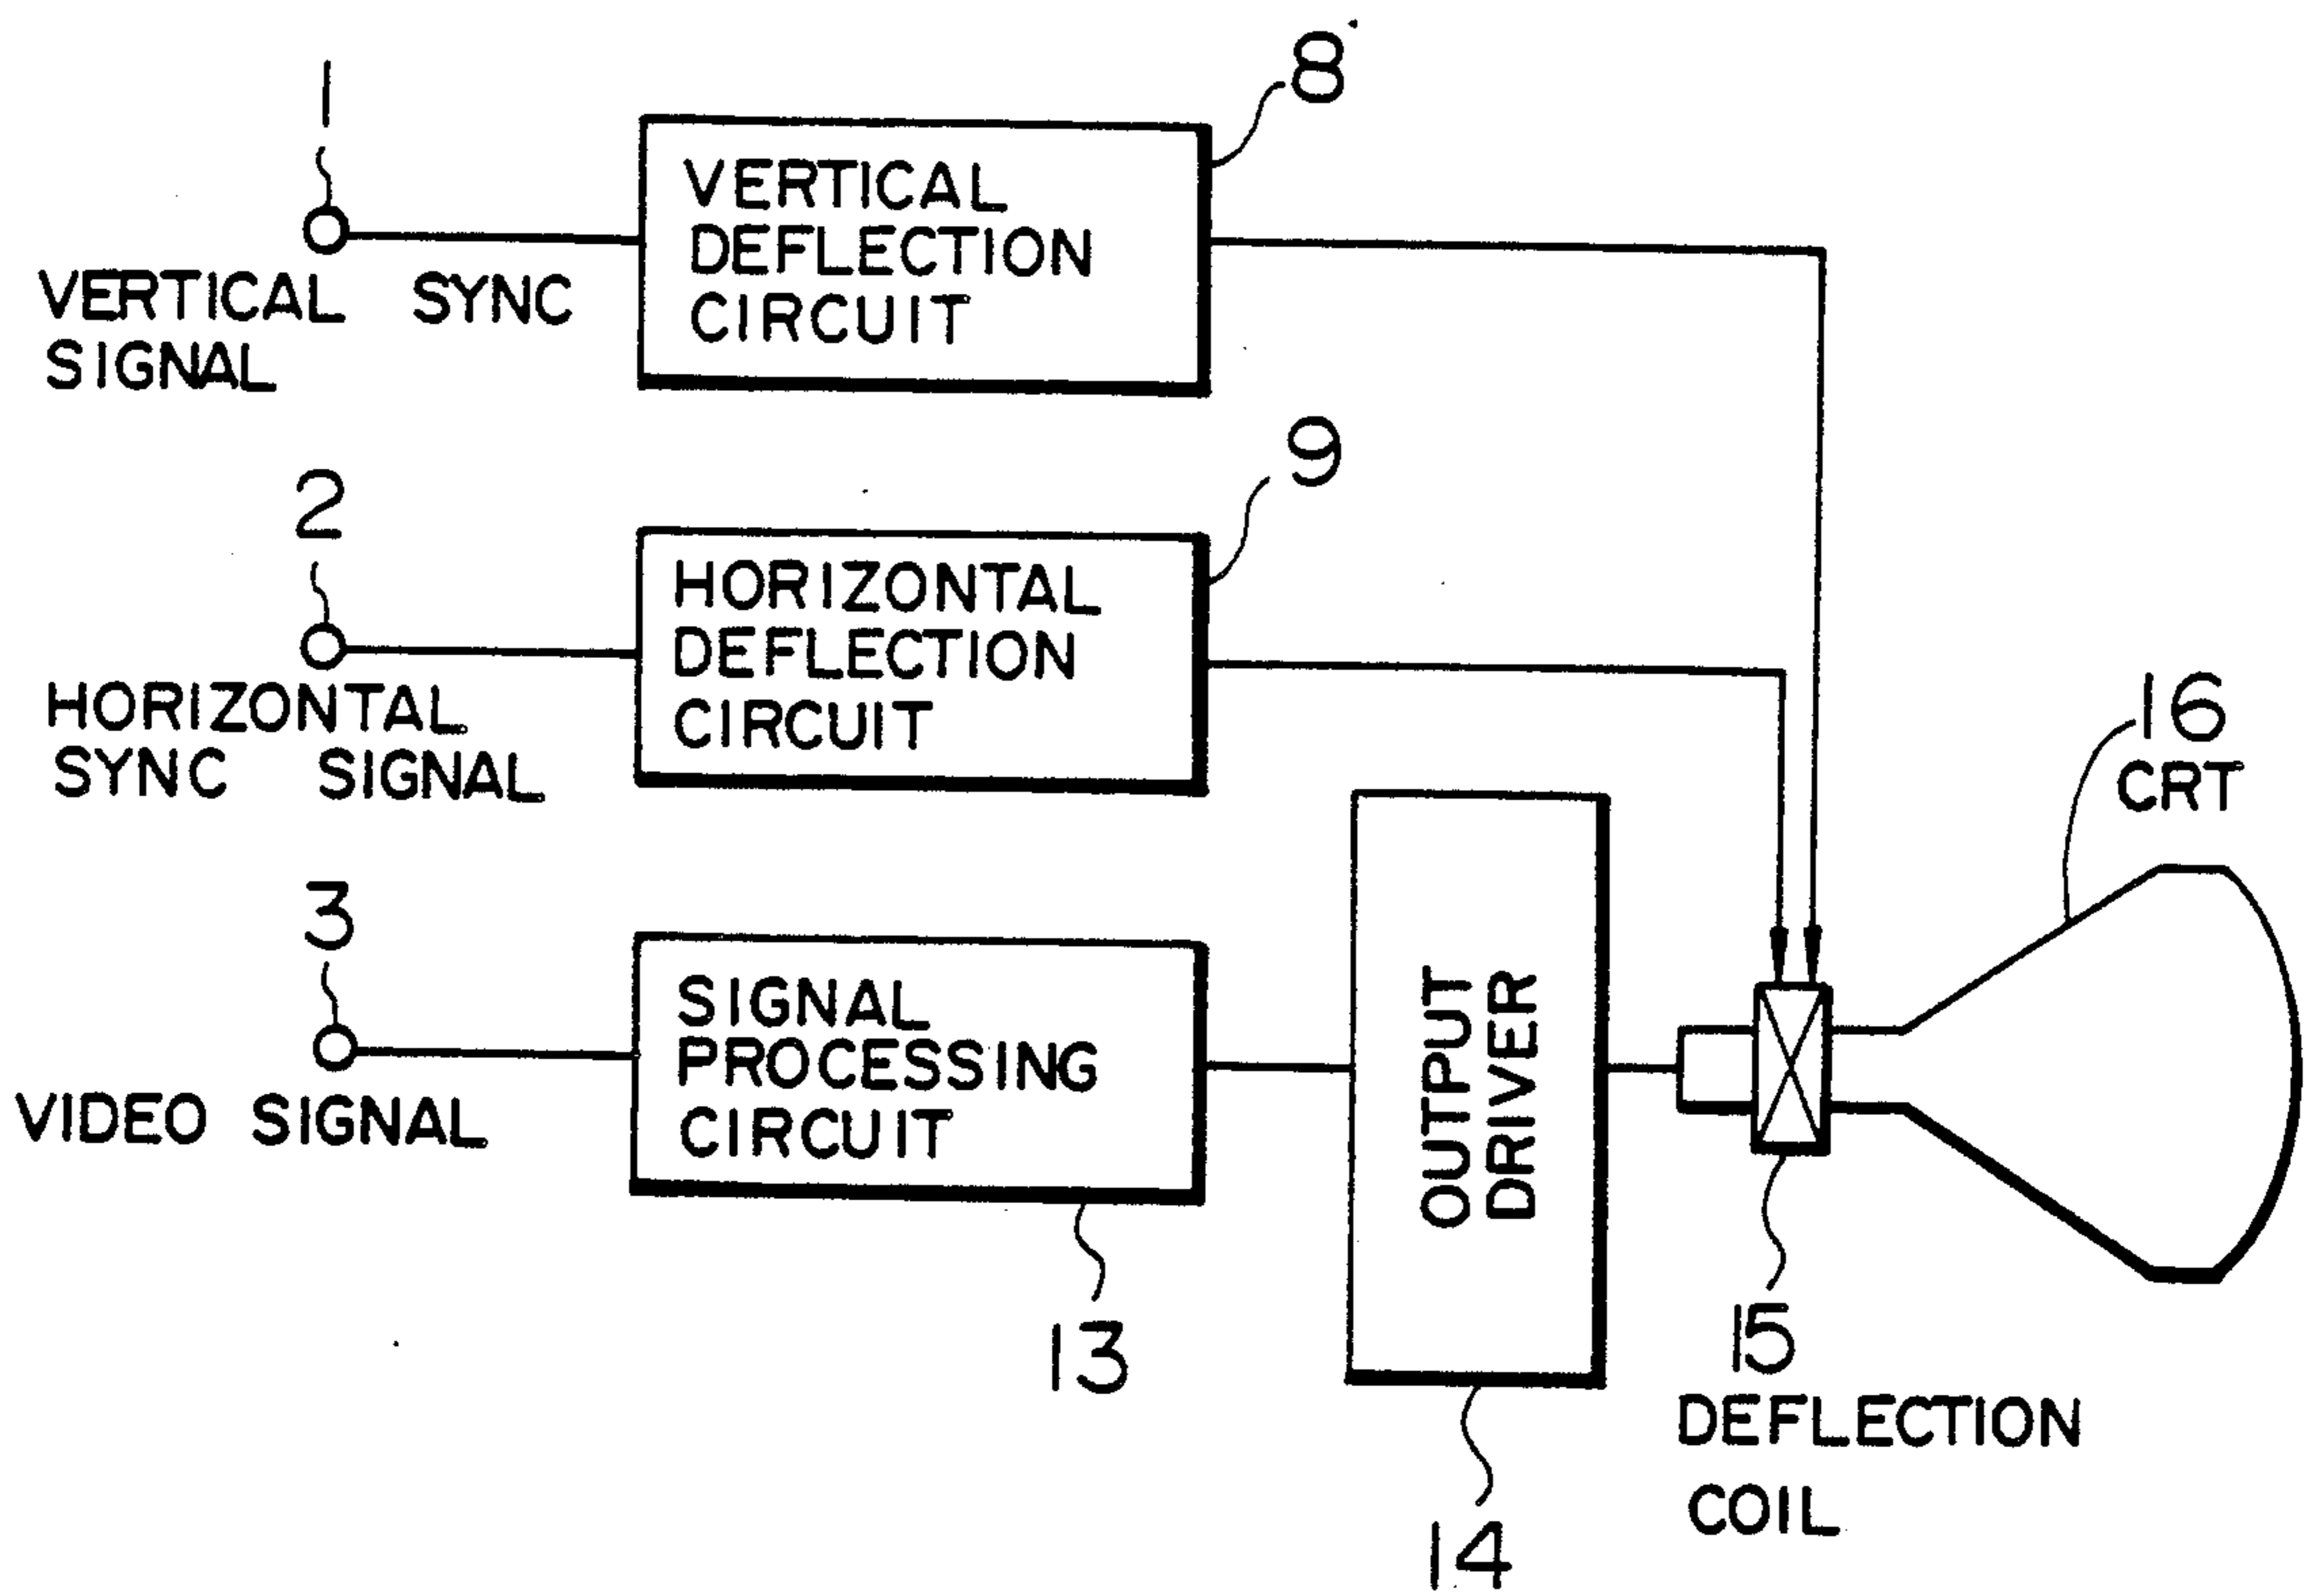 1
VERTICAL SYNC
SIGNAL
VERTICAL
DEFLECTION
CIRCUIT
8
2
HORIZONTAL
SYNC SIGNAL
HORIZONTAL
DEFLECTION
CIRCUIT
9
3
VIDEO SIGNAL
SIGNAL
PROCESSING
CIRCUIT
13
OUTPUT
DRIVER
14
15
DEFLECTION
COIL
16
CRT